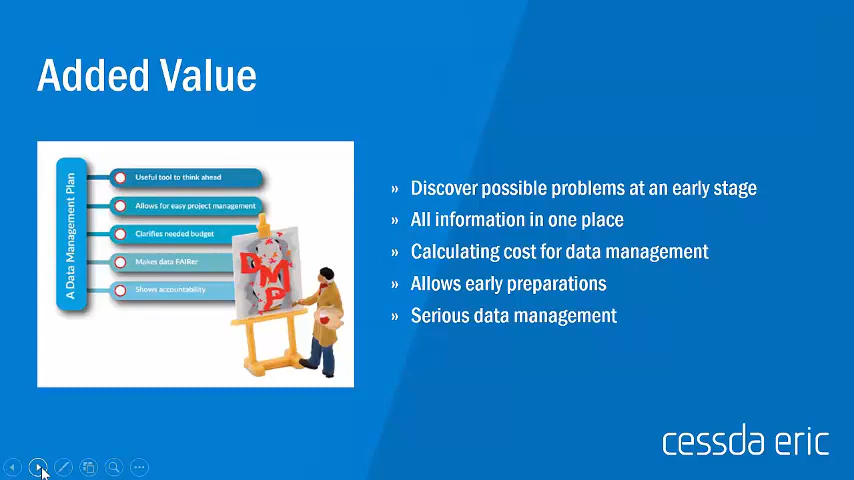 Added Value
A Data Management Plan
Useful tool to think ahead
Allows for easy project management
Clarifies needed budget
Makes data FAIRer
Shows accountability
DMP
» Discover possible problems at an early stage
» All information in one place
» Calculating cost for data management
» Allows early preparations
» Serious data management
cessda eric